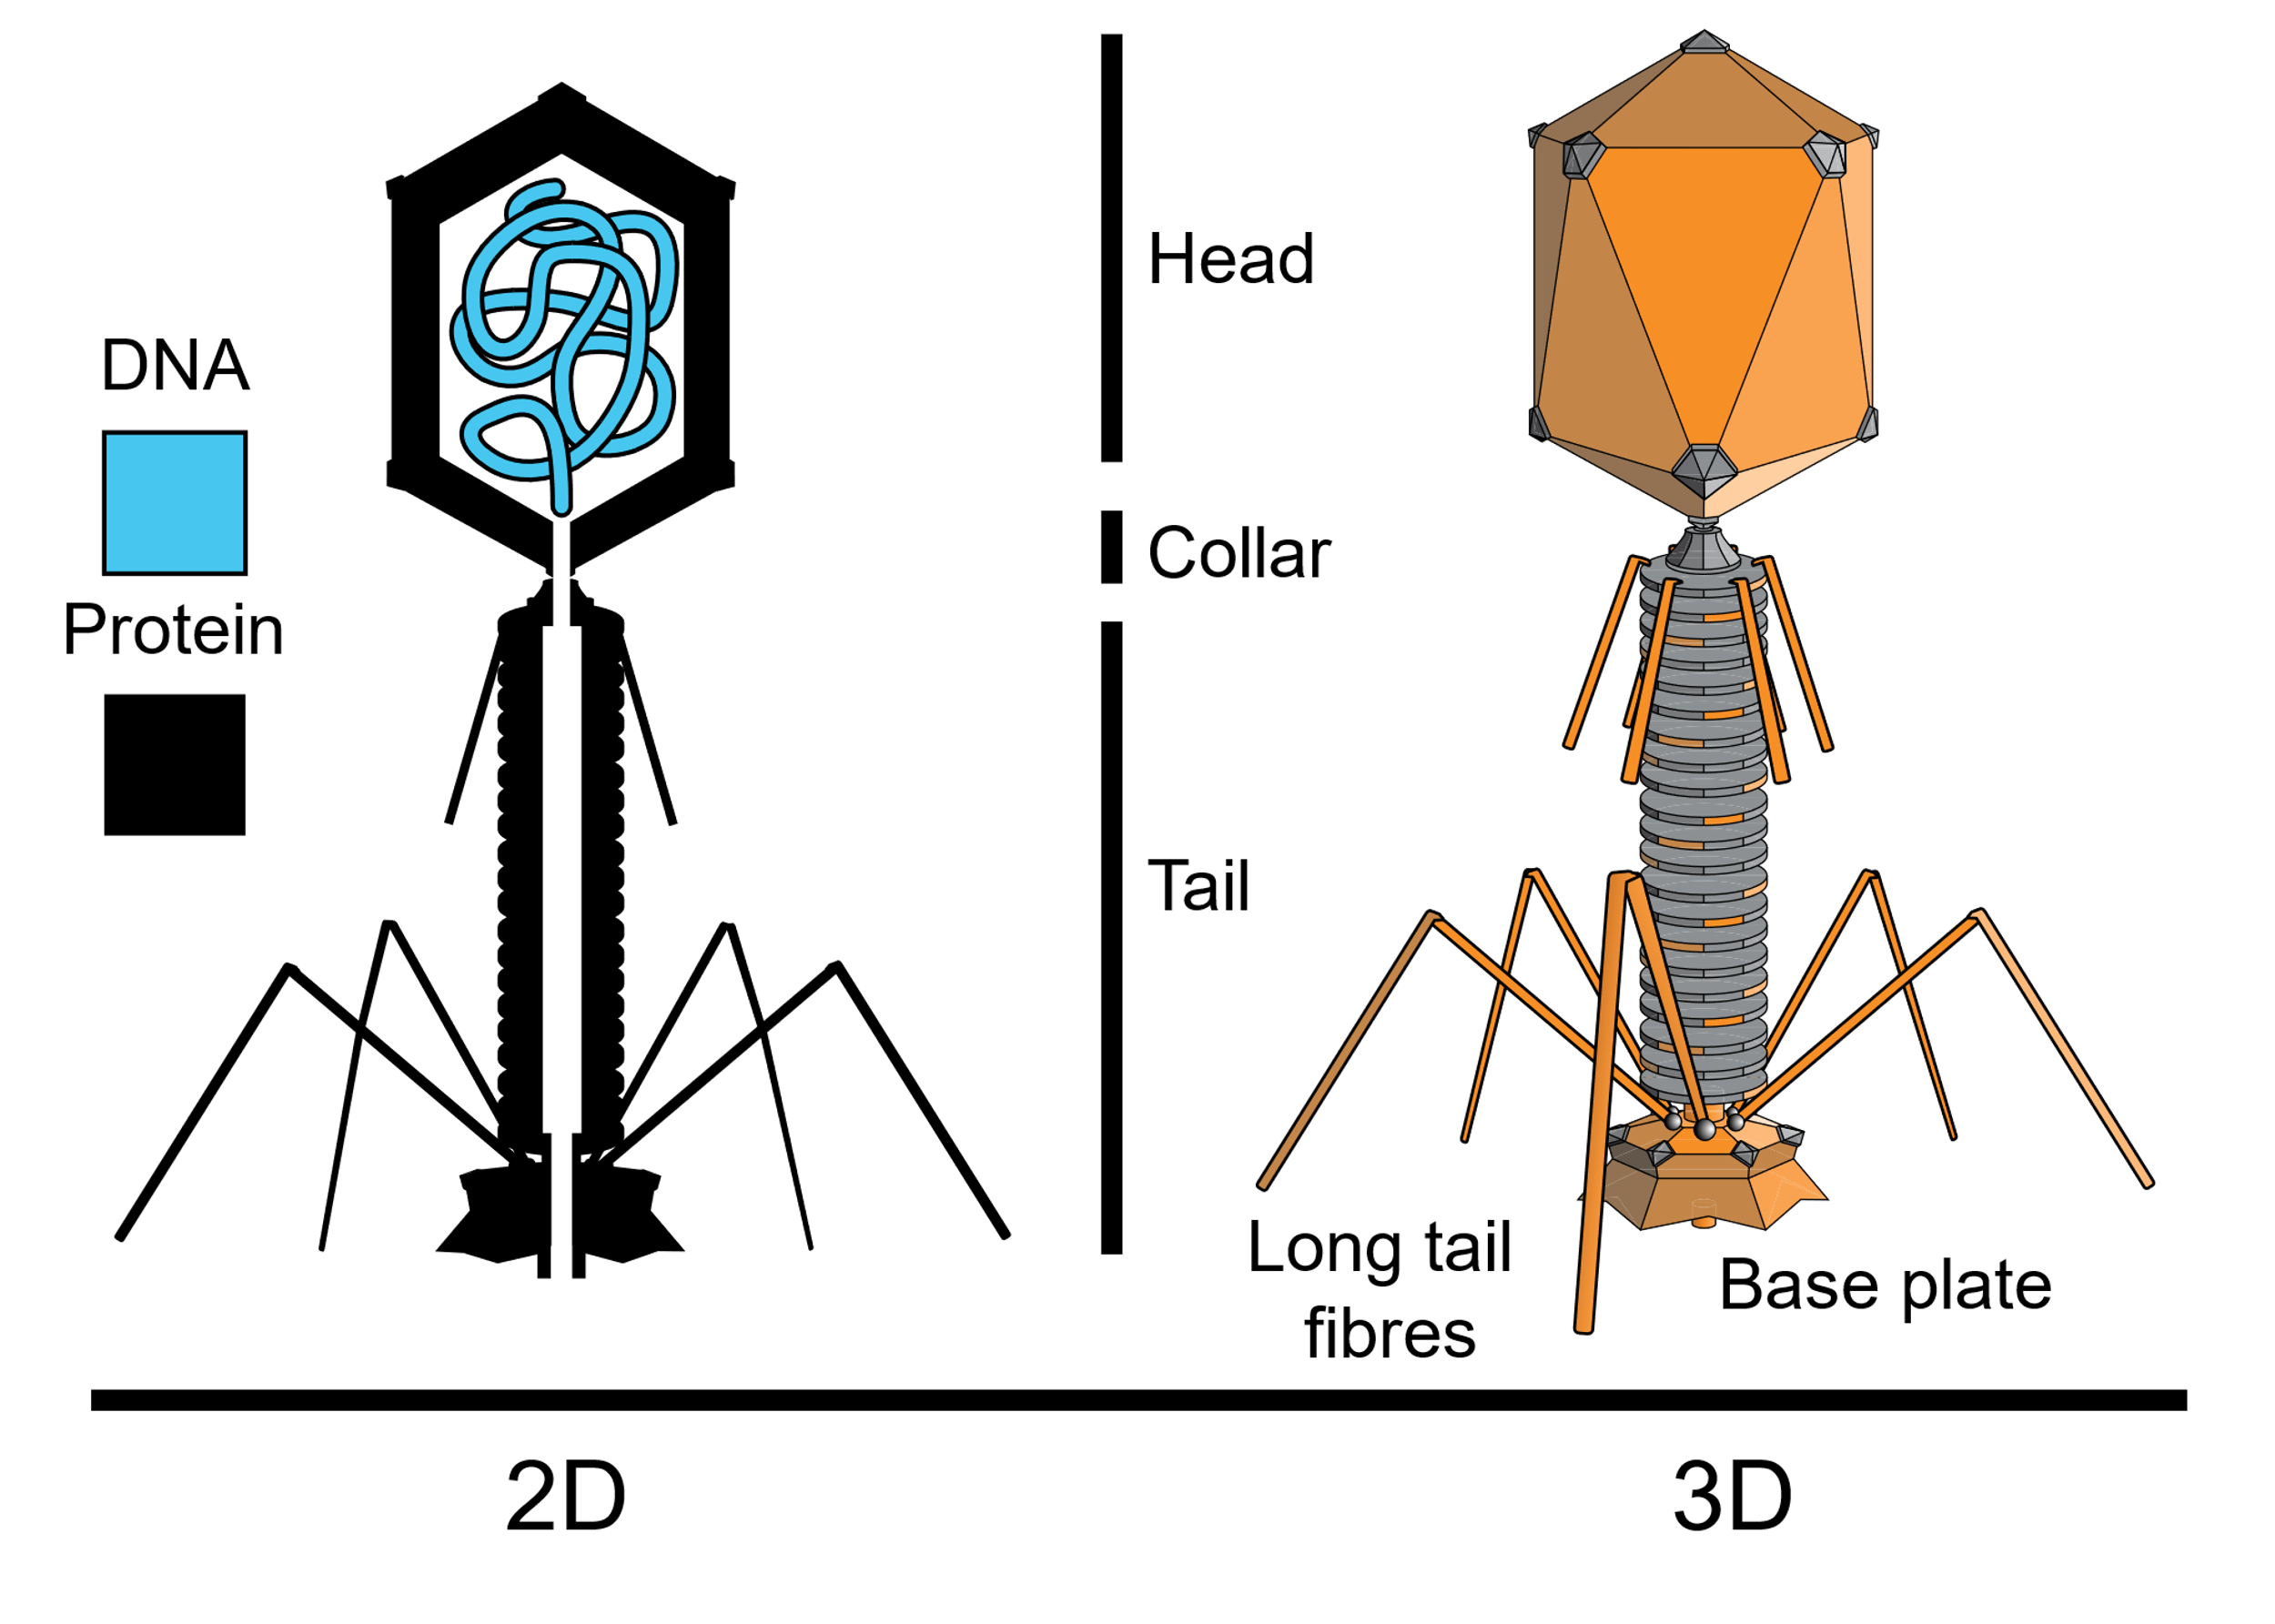 DNA
Protein
Head
Collar
Tail
Long tail
fibres
Base plate
2D
3D